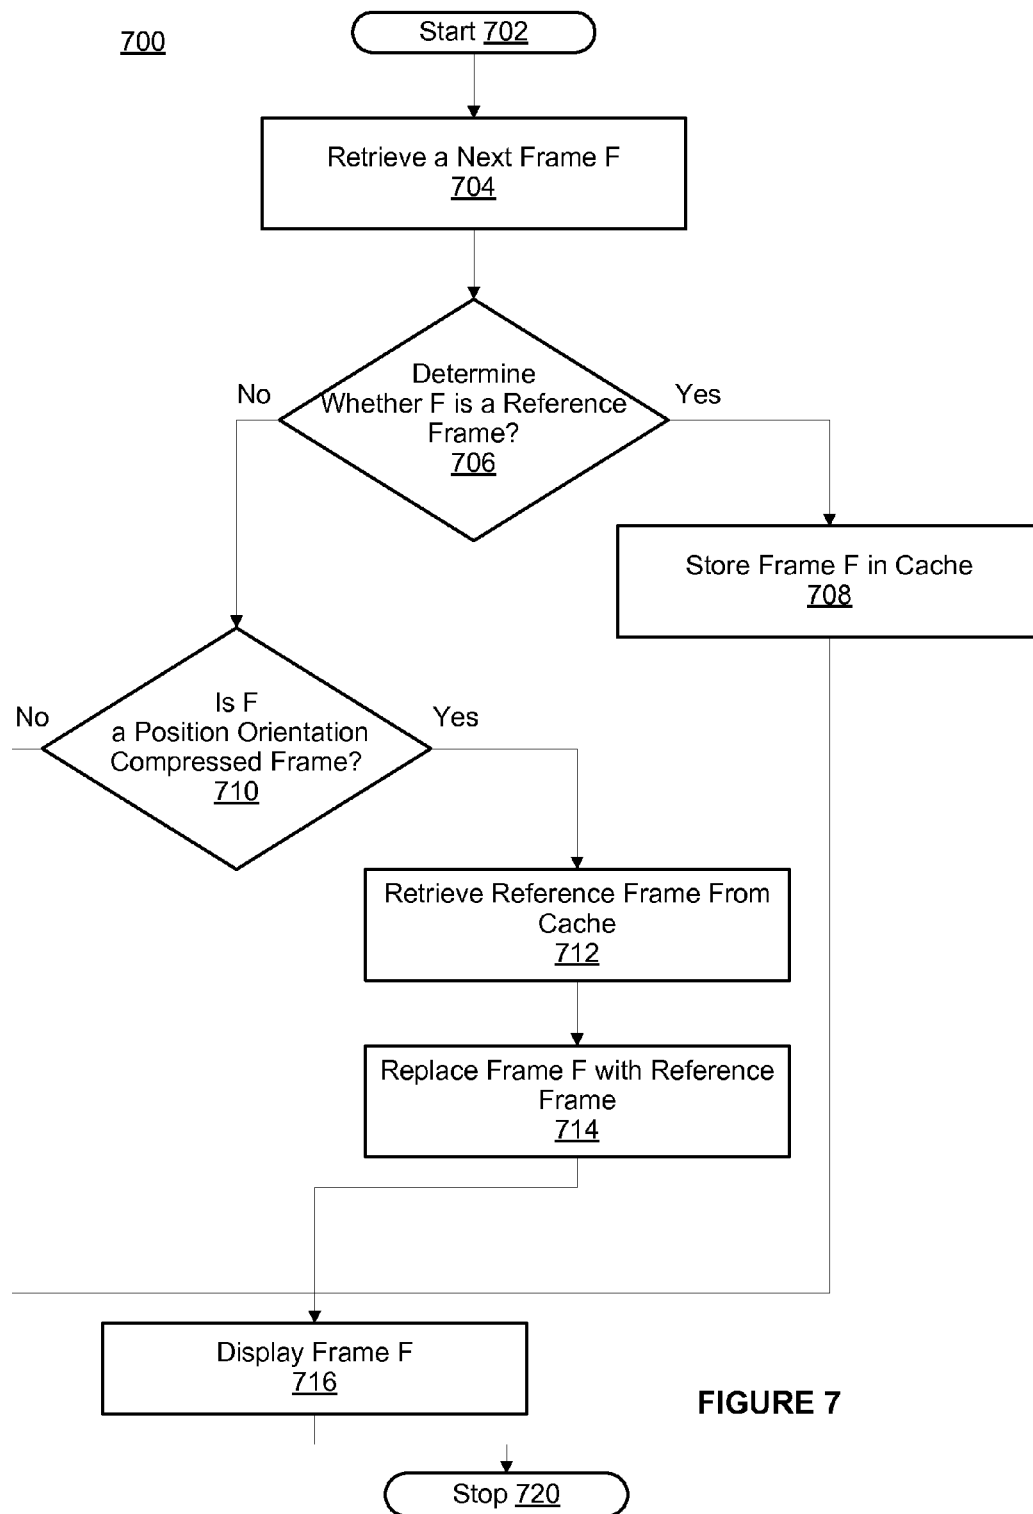 700
Start 702
Retrieve a Next Frame F
704
Determine
Whether F is a Reference
Frame?
706
No
Yes
Store Frame F in Cache
708
Is F
a Position Orientation
Compressed Frame?
710
No
Yes
Retrieve Reference Frame From
Cache
712
Replace Frame F with Reference
Frame
714
Display Frame F
716
FIGURE 7
Stop 720